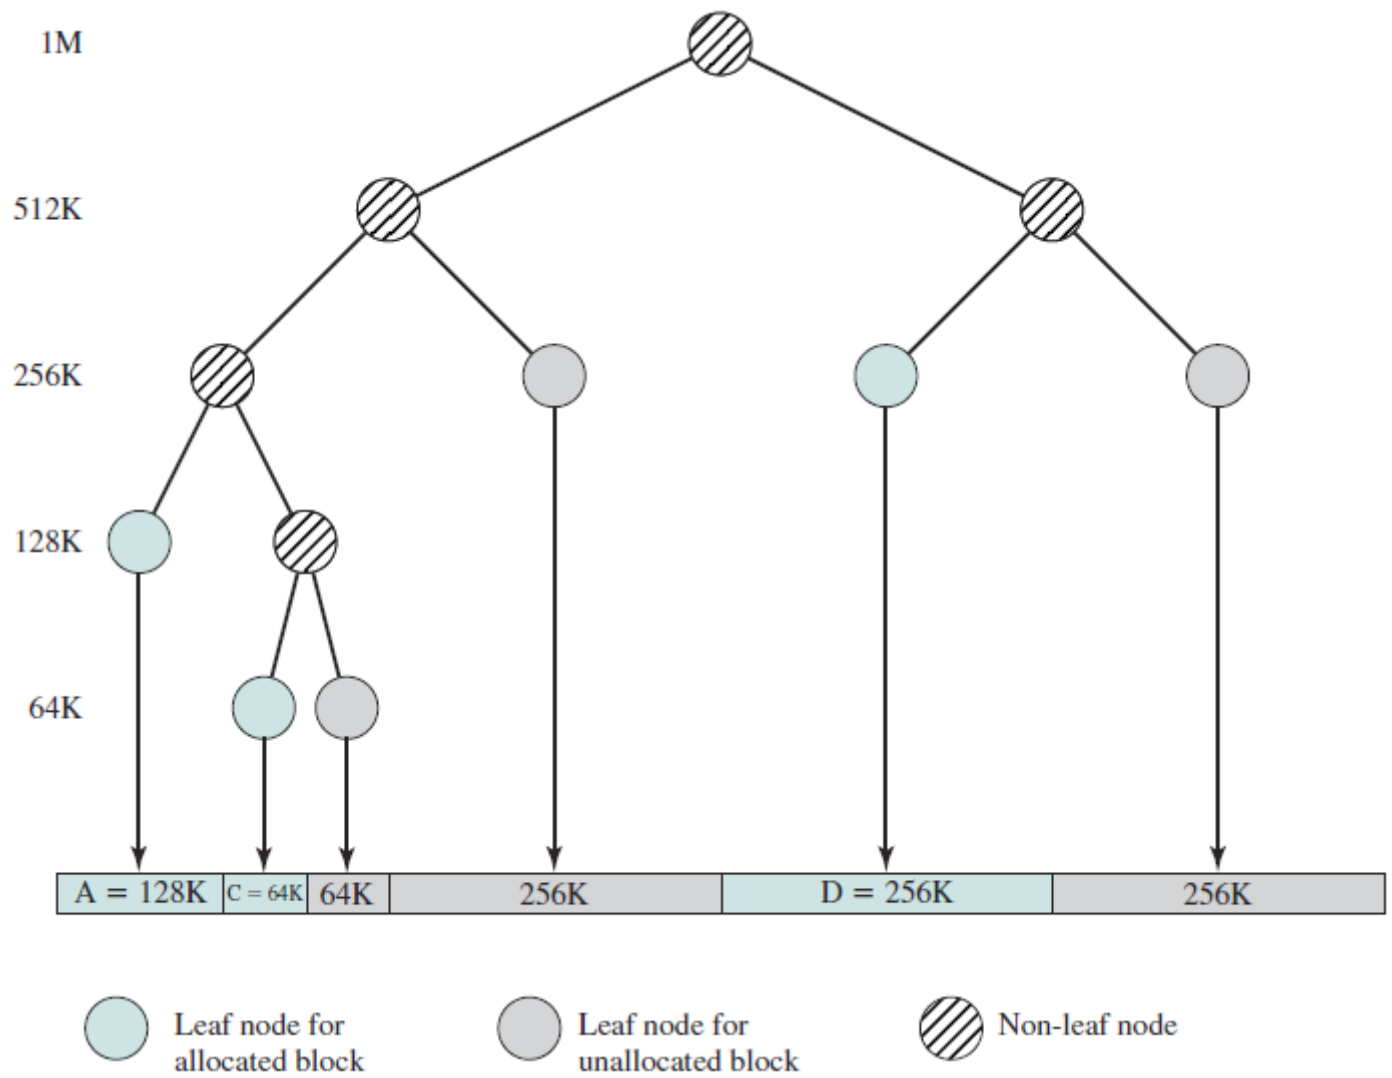 1M
512K
256K
128K
64K
A = 128K
C = 64K
64K
256K
D = 256K
256K
Leaf node for
allocated block
Leaf node for
unallocated block
Non-leaf node